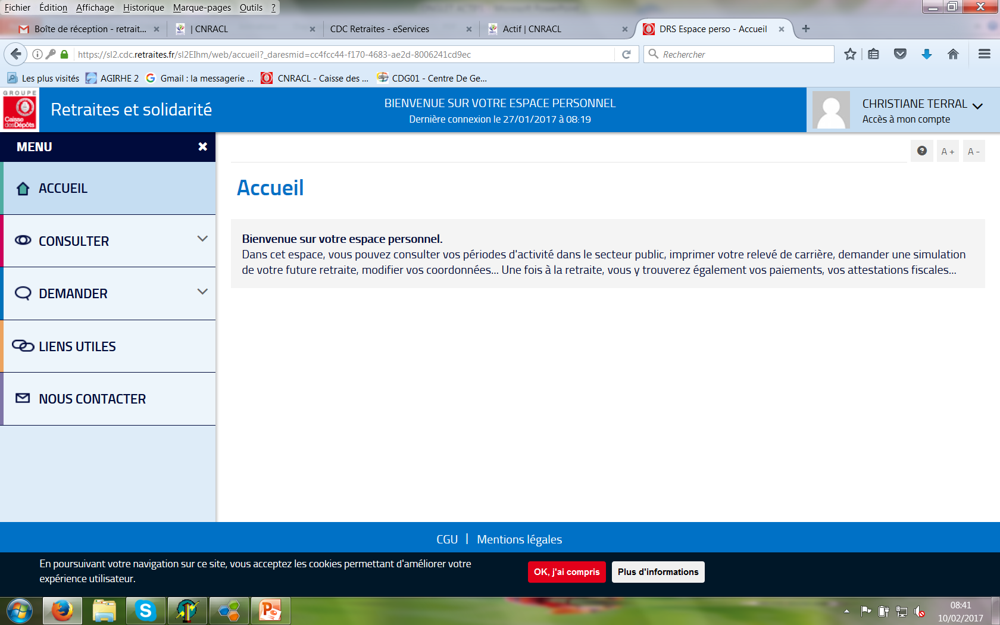 Fichier Édition Affichage Historique Marque-pages Outils ?
Boîte de réception - retrait... × | CNRACL × CDC Retraites - eServices × Actif | CNRACL × DRS Espace perso - Accueil × +
https://sl2.cdc.retraites.fr/sl2EIhm/web/accueil?_daresmid=cc4fcc44-f170-4683-ae2d-8006241cd9ec Rechercher
Les plus visités AGIRHE 2 Gmail : la messagerie ... CNRACL - Caisse des ... CDG01 - Centre De Ge...
GROUPE
Caisse
desDépôts
Retraites et solidarité
BIENVENUE SUR VOTRE ESPACE PERSONNEL
Dernière connexion le 27/01/2017 à 08:19
CHRISTIANE TERRAL
Accès à mon compte
MENU
? A + A -
ACCUEIL
CONSULTER
DEMANDER
LIENS UTILES
NOUS CONTACTER
Accueil
Bienvenue sur votre espace personnel.
Dans cet espace, vous pouvez consulter vos périodes d'activité dans le secteur public, imprimer votre relevé de carrière, demander une simulation
de votre future retraite, modifier vos coordonnées... Une fois à la retraite, vous y trouverez également vos paiements, vos attestations fiscales...
CGU | Mentions légales
En poursuivant votre navigation sur ce site, vous acceptez les cookies permettant d'améliorer votre
expérience utilisateur.
OK, j'ai compris Plus d'informations
08:41
10/02/2017